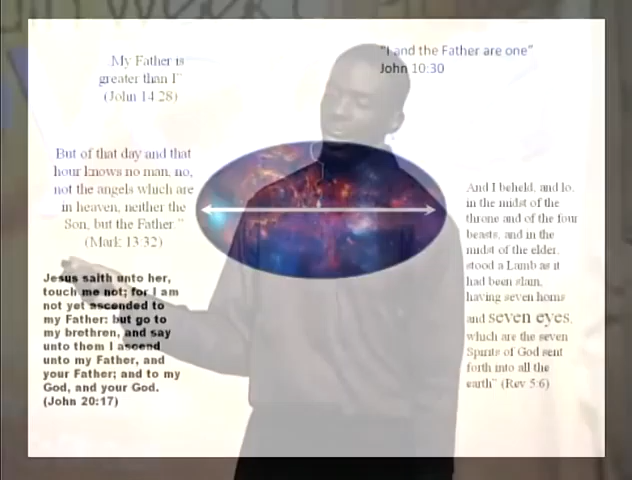 "My Father is
greater than I"
(John 14:28)
"I and the Father are one"
John 10:30
But of that day and that
hour knows no man, no,
not the angels which are
in heaven, neither the
Son, but the Father."
(Mark 13:32)
Jesus saith unto her,
touch me not; for I am
not yet ascended to
my Father: but go to
my brethren, and say
unto them I ascend
unto my Father, and
your Father; and to my
God, and your God.
(John 20:17)
And I beheld, and lo,
in the midst of the
throne and of the four
beasts, and in the
midst of the elder,
stood a Lamb as it
had been slain,
having seven horns
and seven eyes,
which are the seven
Spirits of God sent
forth into all the
earth" (Rev 5:6)